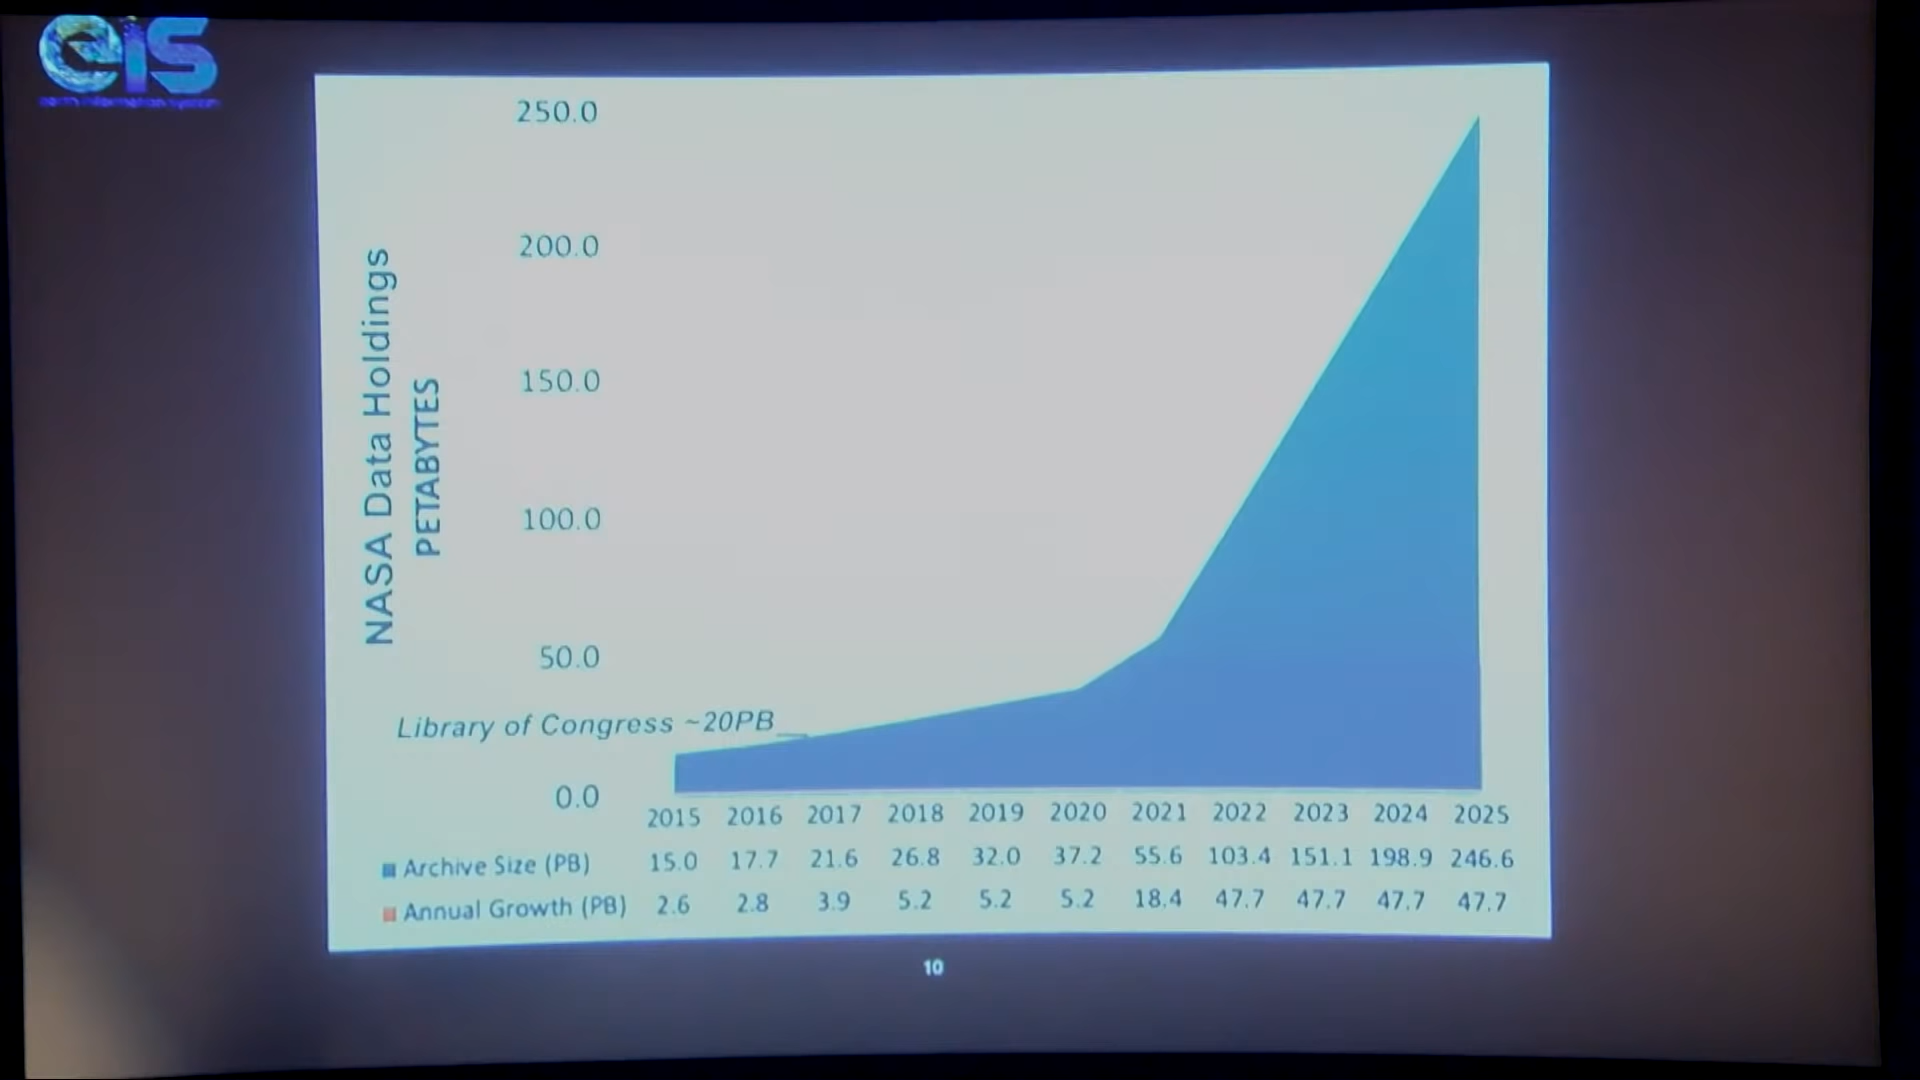 eis
earth information system
250.0
200.0
150.0
100.0
50.0
0.0
NASA Data Holdings
PETABYTES
Library of Congress ~20PB
2015 2016 2017 2018 2019 2020 2021 2022 2023 2024 2025
Archive Size (PB) 15.0 17.7 21.6 26.8 32.0 37.2 55.6 103.4 151.1 198.9 246.6
Annual Growth (PB) 2.6 2.8 3.9 5.2 5.2 5.2 18.4 47.7 47.7 47.7 47.7
10